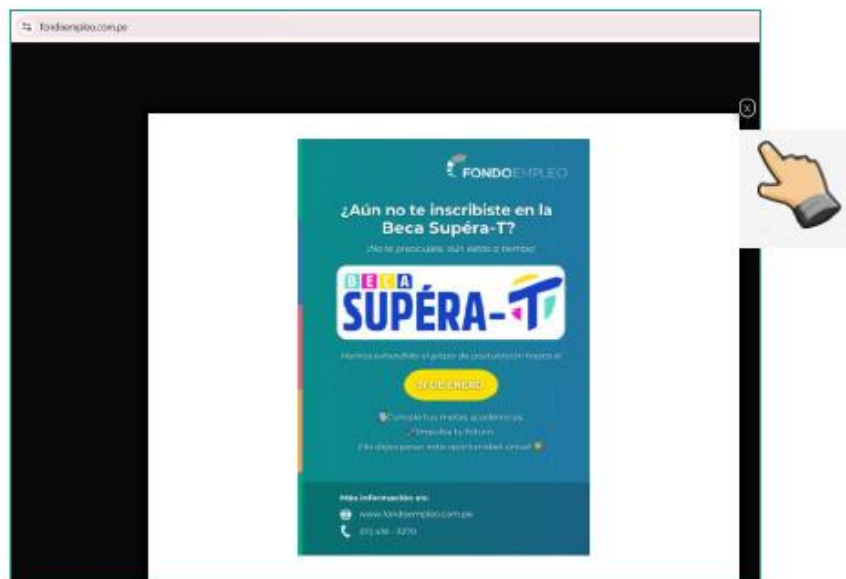 fondoempleo.com.pe
X
FONDOEMPLEO
¿Aún no te inscribiste en la
Beca Supéra-T?
¡No te preocupes, aún estás a tiempo!
BECA
SUPÉRA-T
Hemos extendido el plazo de postulación hasta el
31 DE ENERO
Cumple tus metas académicas
Impulsa tu futuro
¡No dejes pasar esta oportunidad única!
Más información en:
www.fondoempleo.com.pe